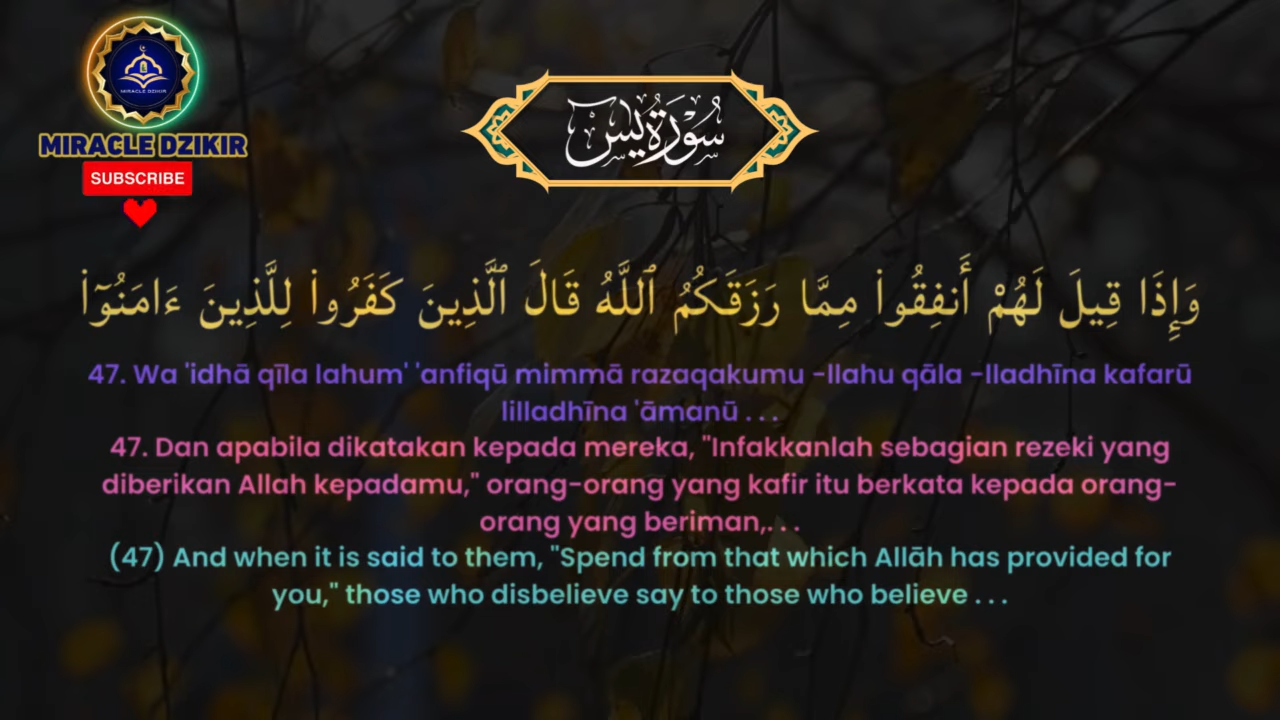 MIRACLE DZIKIR
MIRACLE DZIKIR
SUBSCRIBE
سُورَةُ يٰسٓ
وَإِذَا قِيلَ لَهُمْ أَنفِقُوا۟ مِمَّا رَزَقَكُمُ ٱللَّهُ قَالَ ٱلَّذِينَ كَفَرُوا۟ لِلَّذِينَ ءَامَنُوٓا۟
47. Wa 'idhā qīla lahum' 'anfiqū mimmā razaqakumu -llahu qāla -lladhīna kafarū
lilladhīna 'āmanū . . .
47. Dan apabila dikatakan kepada mereka, "Infakkanlah sebagian rezeki yang
diberikan Allah kepadamu," orang-orang yang kafir itu berkata kepada orang-
orang yang beriman,. . .
(47) And when it is said to them, "Spend from that which Allāh has provided for
you," those who disbelieve say to those who believe . . .